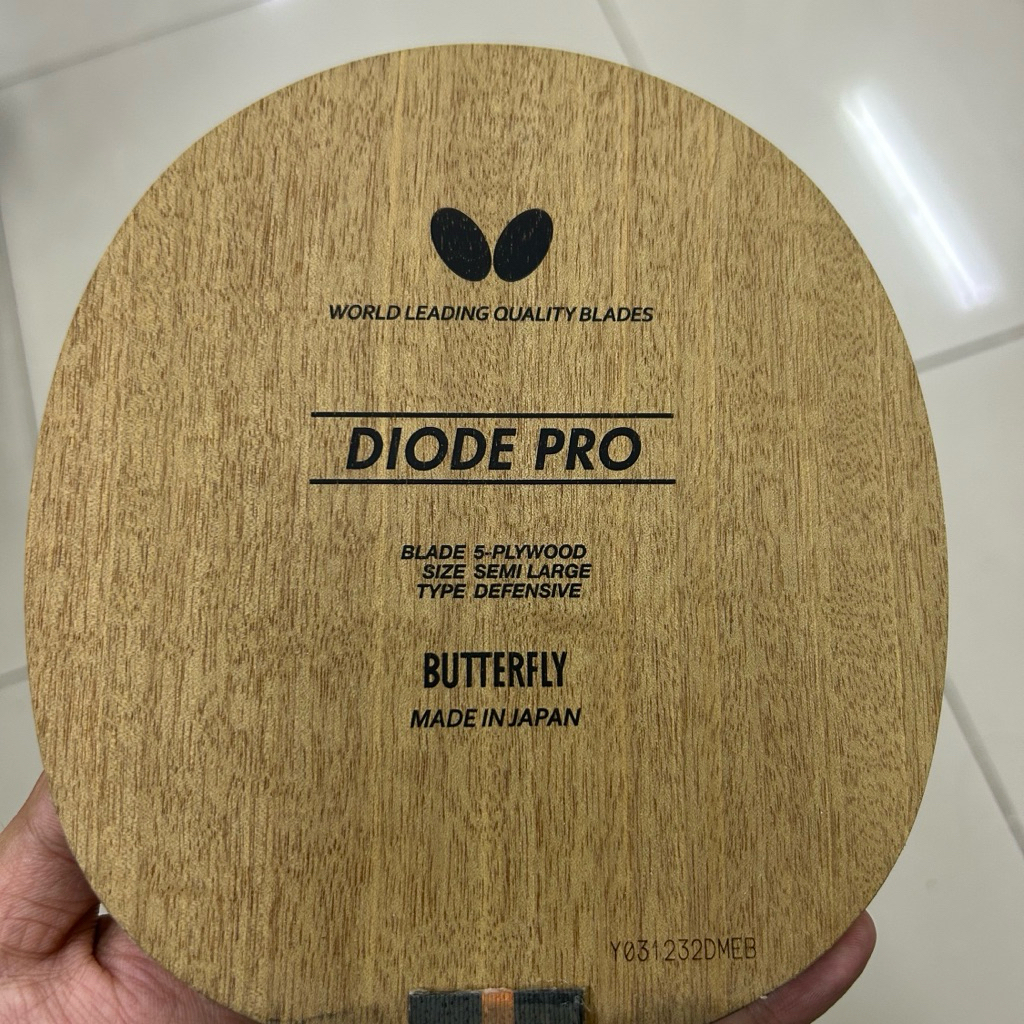 WORLD LEADING QUALITY BLADES
DIODE PRO
BLADE 5-PLYWOOD
SIZE SEMI LARGE
TYPE DEFENSIVE
BUTTERFLY
MADE IN JAPAN
Y031232DMEB